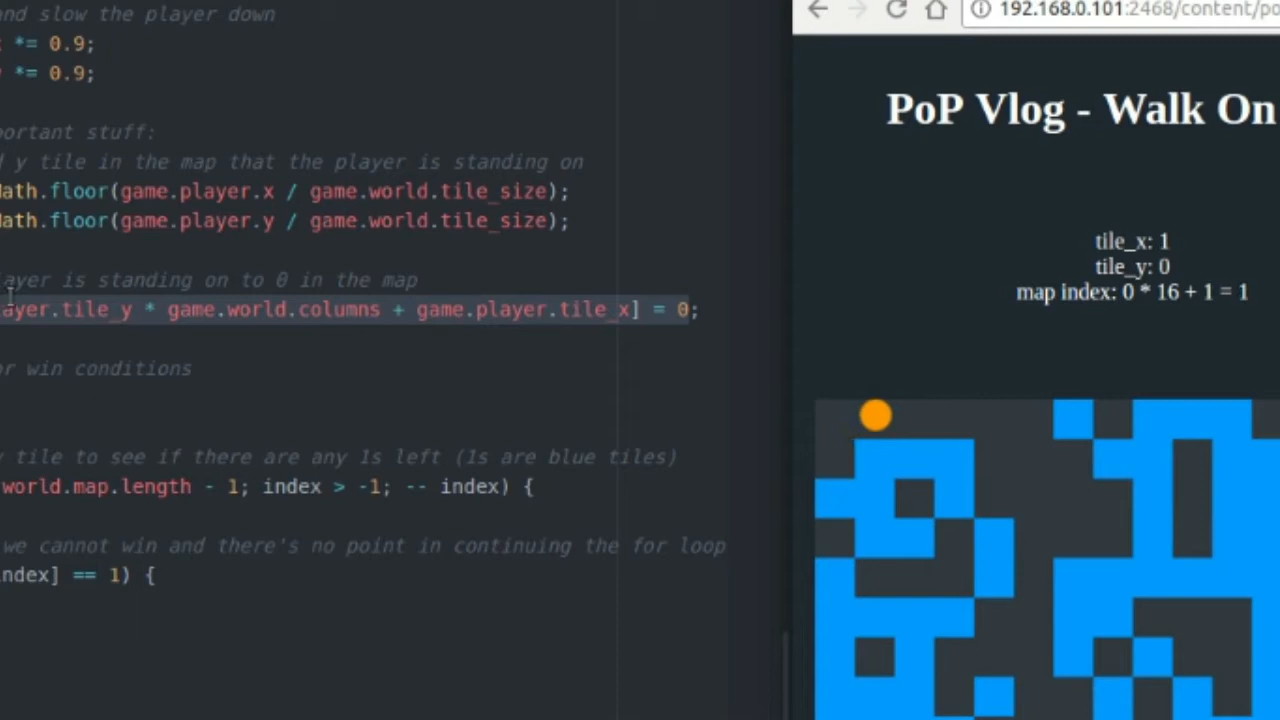 and slow the player down
*= 0.9;
*= 0.9;
portant stuff:
y tile in the map that the player is standing on
Math.floor(game.player.x / game.world.tile_size);
Math.floor(game.player.y / game.world.tile_size);
ayer is standing on to 0 in the map
ayer.tile_y * game.world.columns + game.player.tile_x] = 0;
or win conditions
tile to see if there are any 1s left (1s are blue tiles)
world.map.length - 1; index > -1; -- index) {
we cannot win and there's no point in continuing the for loop
index] == 1) {
192.168.0.101:2468/content/po
PoP Vlog - Walk On
tile_x: 1
tile_y: 0
map index: 0 * 16 + 1 = 1